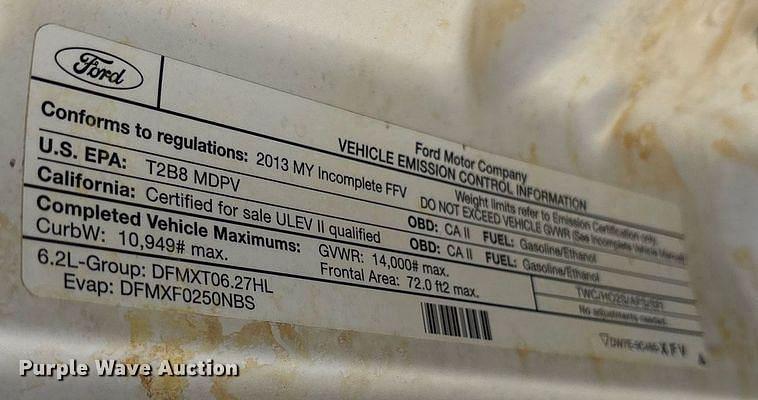 Ford
Ford Motor Company
VEHICLE EMISSION CONTROL INFORMATION
Conforms to regulations: 2013 MY Incomplete FFV
Weight limits refer to Emission Certification only.
DO NOT EXCEED VEHICLE GVWR (See Incomplete Vehicle Manual)
U.S. EPA: T2B8 MDPV OBD: CA II FUEL: Gasoline/Ethanol
California: Certified for sale ULEV II qualified OBD: CA II FUEL: Gasoline/Ethanol
Completed Vehicle Maximums: GVWR: 14,000# max.
CurbW: 10,949# max. Frontal Area: 72.0 ft2 max.
6.2L-Group: DFMXT06.27HL
Evap: DFMXF0250NBS
No adjustments needed.
X F V
Purple Wave Auction